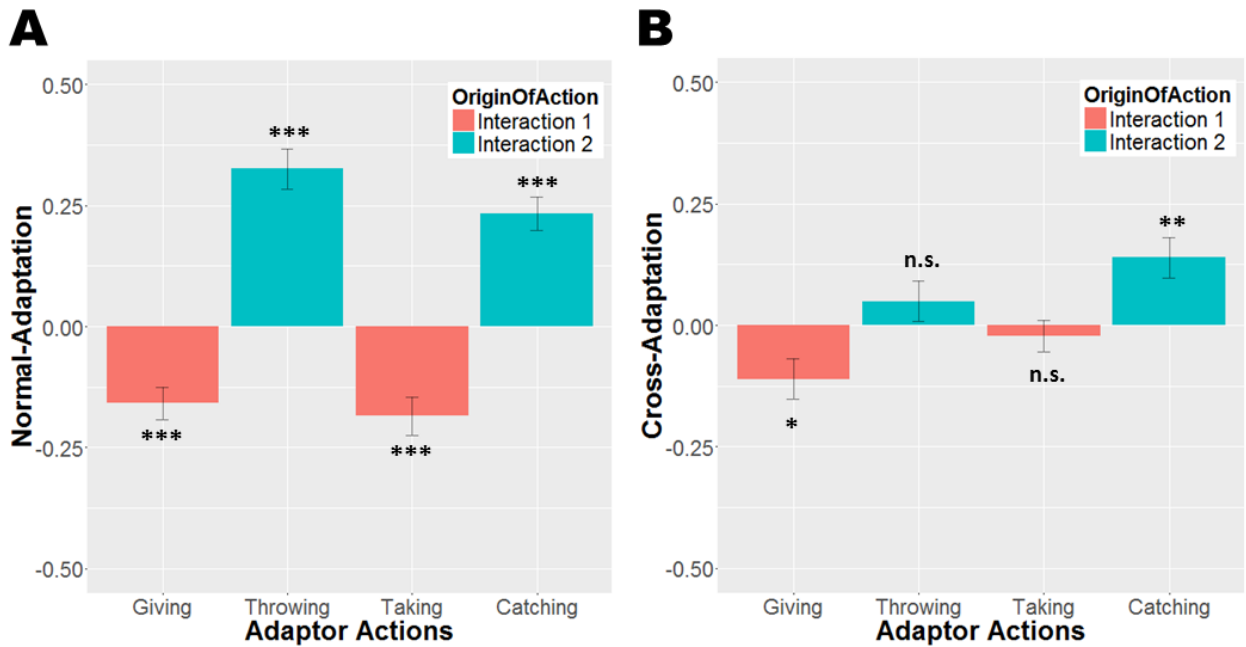 A
Normal-Adaptation
0.50
0.25
0.00
-0.25
-0.50
OriginOfAction
Interaction 1
Interaction 2
***
***
***
***
Giving
Throwing
Taking
Catching
Adaptor Actions
B
Cross-Adaptation
0.50
0.25
0.00
-0.25
-0.50
OriginOfAction
Interaction 1
Interaction 2
**
n.s.
n.s.
*
Giving
Throwing
Taking
Catching
Adaptor Actions